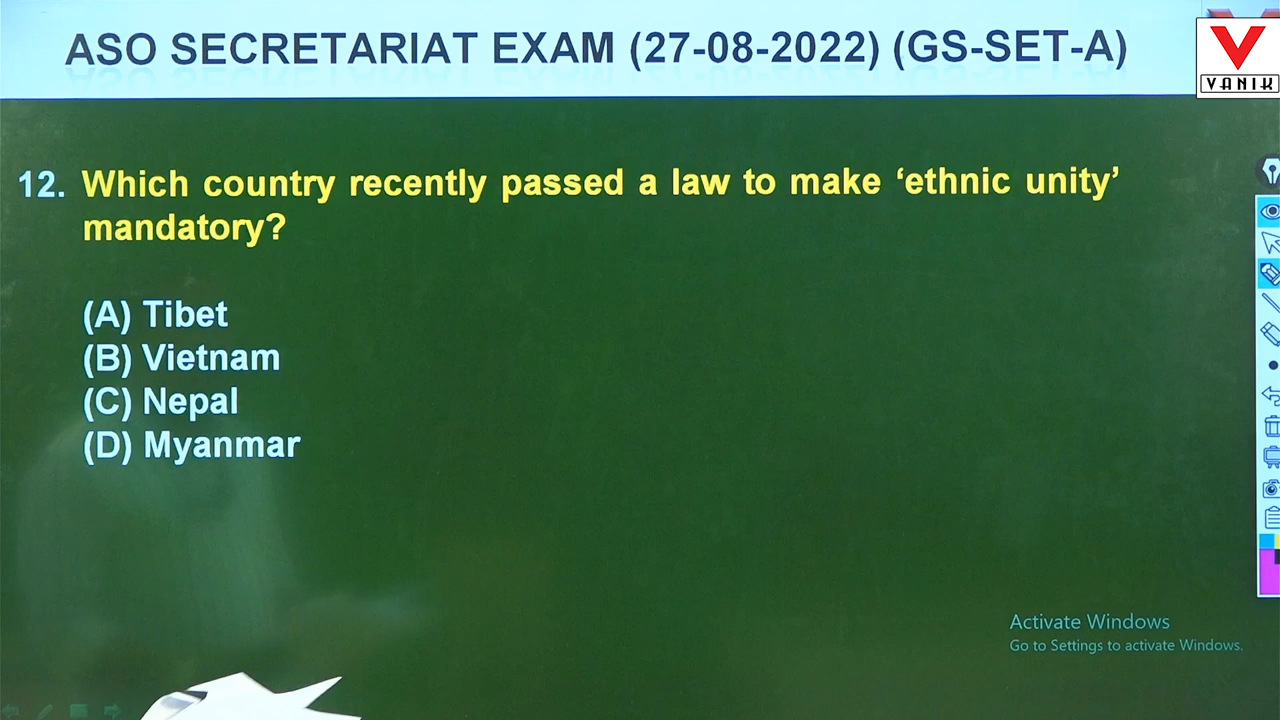 ASO SECRETARIAT EXAM (27-08-2022) (GS-SET-A)
VANIK
12. Which country recently passed a law to make ‘ethnic unity’
mandatory?
(A) Tibet
(B) Vietnam
(C) Nepal
(D) Myanmar
Activate Windows
Go to Settings to activate Windows.